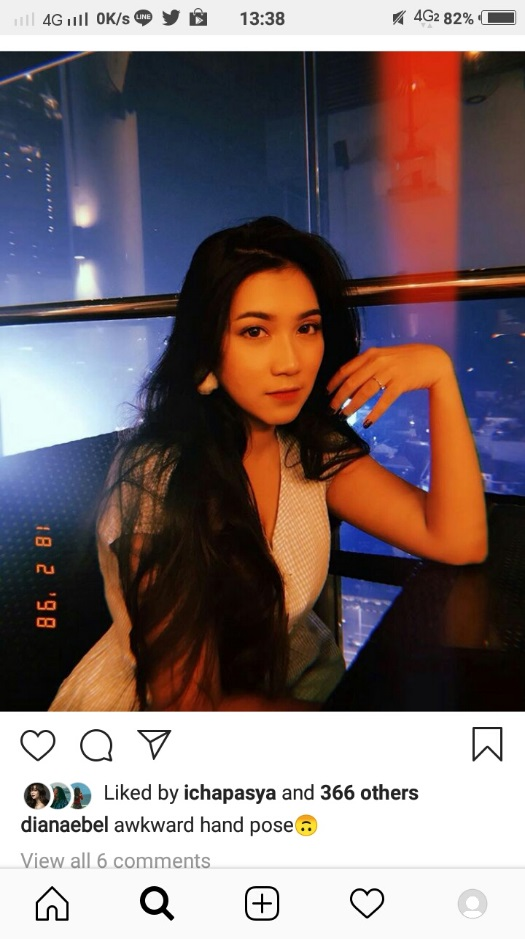 4G 0K/s LINE 13:38 4G2 82%
18 2 '98
Liked by ichapasya and 366 others
dianaebel awkward hand pose🙃
View all 6 comments